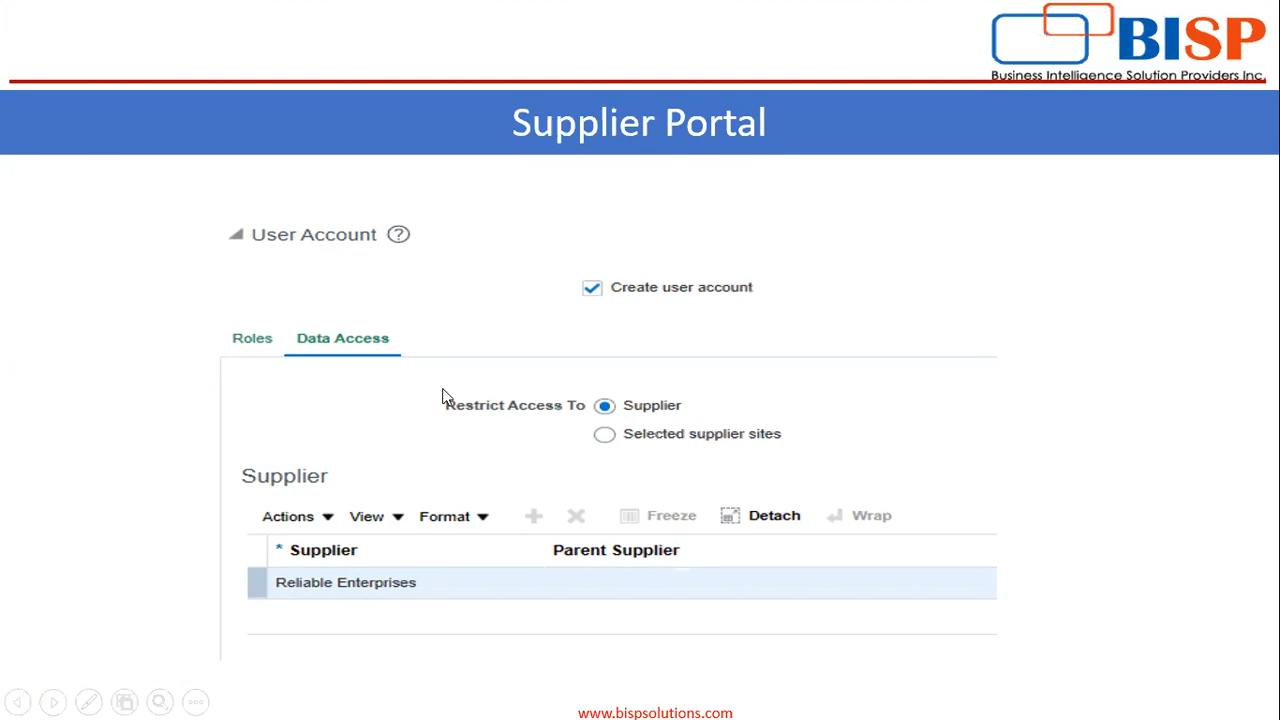 BISP
Business Intelligence Solution Providers Inc.
Supplier Portal
User Account ?
Create user account
Roles Data Access
Restrict Access To Supplier
Selected supplier sites
Supplier
Actions View Format Freeze Detach Wrap
* Supplier Parent Supplier
Reliable Enterprises
www.bispsolutions.com